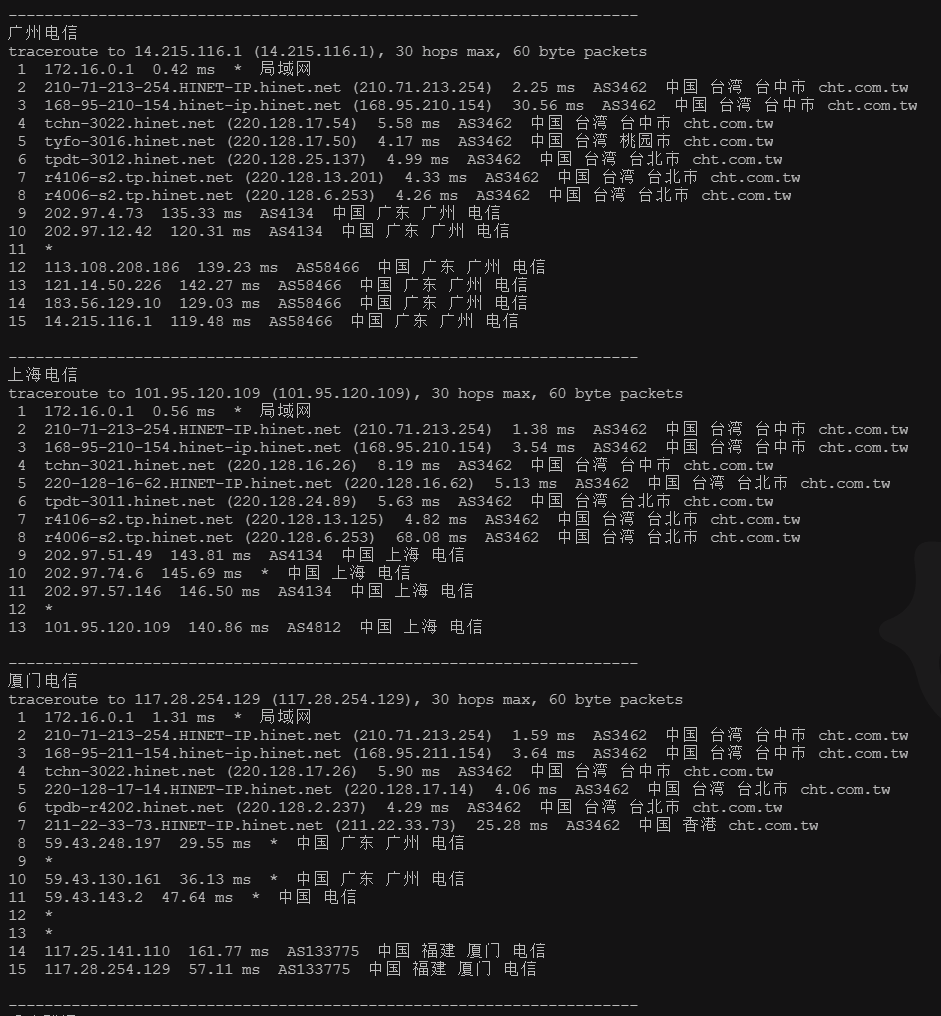 ----------------------------------------------------------------------
广州电信
traceroute to 14.215.116.1 (14.215.116.1), 30 hops max, 60 byte packets
 1  172.16.0.1  0.42 ms  *  局域网
 2  210-71-213-254.HINET-IP.hinet.net (210.71.213.254)  2.25 ms  AS3462  中国 台湾 台中市 cht.com.tw
 3  168-95-210-154.hinet-ip.hinet.net (168.95.210.154)  30.56 ms  AS3462  中国 台湾 台中市 cht.com.tw
 4  tchn-3022.hinet.net (220.128.17.54)  5.58 ms  AS3462  中国 台湾 台中市 cht.com.tw
 5  tyfo-3016.hinet.net (220.128.17.50)  4.17 ms  AS3462  中国 台湾 桃园市 cht.com.tw
 6  tpdt-3012.hinet.net (220.128.25.137)  4.99 ms  AS3462  中国 台湾 台北市 cht.com.tw
 7  r4106-s2.tp.hinet.net (220.128.13.201)  4.33 ms  AS3462  中国 台湾 台北市 cht.com.tw
 8  r4006-s2.tp.hinet.net (220.128.6.253)  4.26 ms  AS3462  中国 台湾 台北市 cht.com.tw
 9  202.97.4.73  135.33 ms  AS4134  中国 广东 广州 电信
10  202.97.12.42  120.31 ms  AS4134  中国 广东 广州 电信
11  *
12  113.108.208.186  139.23 ms  AS58466  中国 广东 广州 电信
13  121.14.50.226  142.27 ms  AS58466  中国 广东 广州 电信
14  183.56.129.10  129.03 ms  AS58466  中国 广东 广州 电信
15  14.215.116.1  119.48 ms  AS58466  中国 广东 广州 电信
----------------------------------------------------------------------
上海电信
traceroute to 101.95.120.109 (101.95.120.109), 30 hops max, 60 byte packets
 1  172.16.0.1  0.56 ms  *  局域网
 2  210-71-213-254.HINET-IP.hinet.net (210.71.213.254)  1.38 ms  AS3462  中国 台湾 台中市 cht.com.tw
 3  168-95-210-154.hinet-ip.hinet.net (168.95.210.154)  3.54 ms  AS3462  中国 台湾 台中市 cht.com.tw
 4  tchn-3021.hinet.net (220.128.16.26)  8.19 ms  AS3462  中国 台湾 台中市 cht.com.tw
 5  220-128-16-62.HINET-IP.hinet.net (220.128.16.62)  5.13 ms  AS3462  中国 台湾 台北市 cht.com.tw
 6  tpdt-3011.hinet.net (220.128.24.89)  5.63 ms  AS3462  中国 台湾 台北市 cht.com.tw
 7  r4106-s2.tp.hinet.net (220.128.13.125)  4.82 ms  AS3462  中国 台湾 台北市 cht.com.tw
 8  r4006-s2.tp.hinet.net (220.128.6.253)  68.08 ms  AS3462  中国 台湾 台北市 cht.com.tw
 9  202.97.51.49  143.81 ms  AS4134  中国 上海 电信
10  202.97.74.6  145.69 ms  *  中国 上海 电信
11  202.97.57.146  146.50 ms  AS4134  中国 上海 电信
12  *
13  101.95.120.109  140.86 ms  AS4812  中国 上海 电信
----------------------------------------------------------------------
厦门电信
traceroute to 117.28.254.129 (117.28.254.129), 30 hops max, 60 byte packets
 1  172.16.0.1  1.31 ms  *  局域网
 2  210-71-213-254.HINET-IP.hinet.net (210.71.213.254)  1.59 ms  AS3462  中国 台湾 台中市 cht.com.tw
 3  168-95-211-154.hinet-ip.hinet.net (168.95.211.154)  3.64 ms  AS3462  中国 台湾 台中市 cht.com.tw
 4  tchn-3022.hinet.net (220.128.17.26)  5.90 ms  AS3462  中国 台湾 台中市 cht.com.tw
 5  220-128-17-14.HINET-IP.hinet.net (220.128.17.14)  4.06 ms  AS3462  中国 台湾 台北市 cht.com.tw
 6  tpdb-r4202.hinet.net (220.128.2.237)  4.29 ms  AS3462  中国 台湾 台北市 cht.com.tw
 7  211-22-33-73.HINET-IP.hinet.net (211.22.33.73)  25.28 ms  AS3462  中国 香港 cht.com.tw
 8  59.43.248.197  29.55 ms  *  中国 广东 广州 电信
 9  *
10  59.43.130.161  36.13 ms  *  中国 广东 广州 电信
11  59.43.143.2  47.64 ms  *  中国 电信
12  *
13  *
14  117.25.141.110  161.77 ms  AS133775  中国 福建 厦门 电信
15  117.28.254.129  57.11 ms  AS133775  中国 福建 厦门 电信
----------------------------------------------------------------------